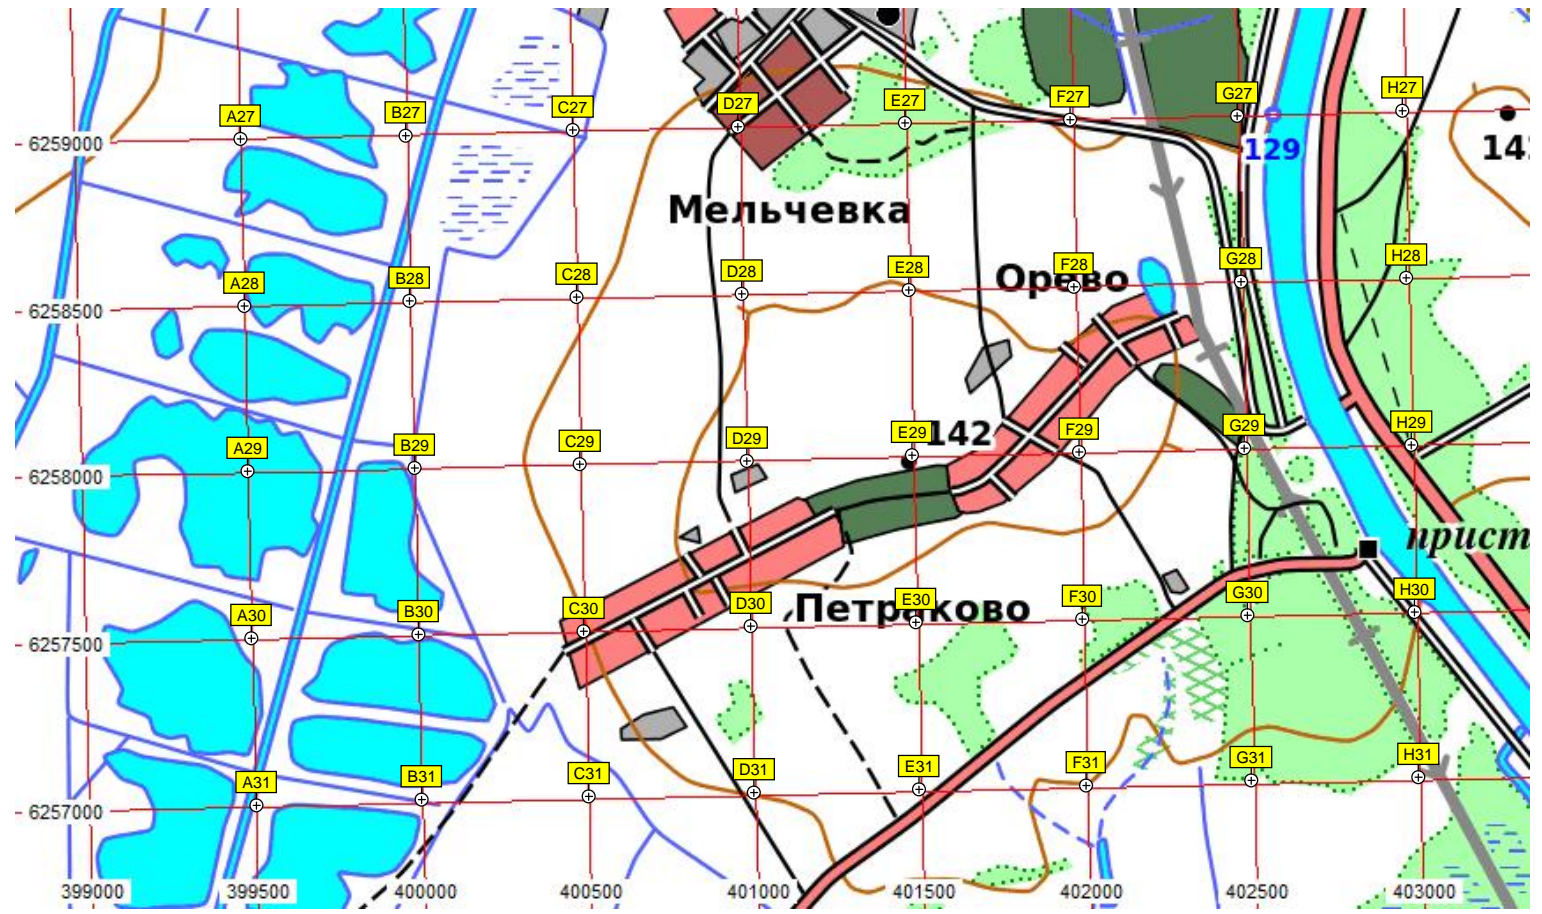 A27 B27 C27 D27 E27 F27 G27 H27
6259000
129
14
Мельчевка
A28 B28 C28 D28 E28 F28 G28 H28
Орево
6258500
A29 B29 C29 D29 E29 142 F29 G29 H29
6258000
прист
A30 B30 C30 D30 E30 F30 G30 H30
Петраково
6257500
A31 B31 C31 D31 E31 F31 G31 H31
6257000
399000 399500 400000 400500 401000 401500 402000 402500 403000